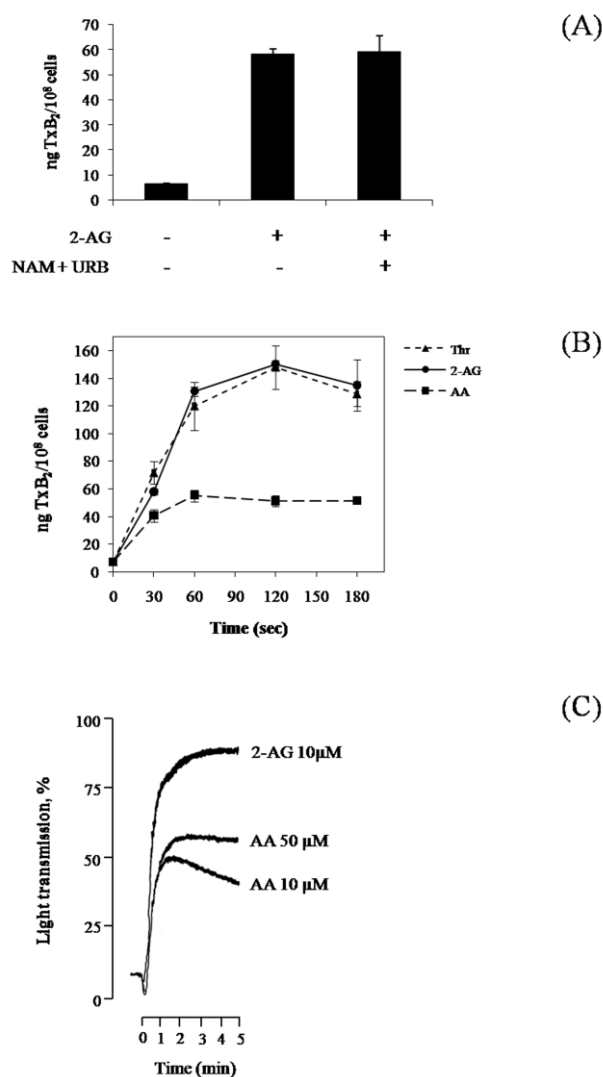 (A)
70
60
50
40
30
20
10
0
ng TxB₂/10⁸ cells
2-AG - + +
NAM + URB - - +
(B)
160
140
120
100
80
60
40
20
0
ng TxB₂/10⁸ cells
Thr
2-AG
AA
0 30 60 90 120 150 180
Time (sec)
(C)
100
75
50
25
0
Light transmission, %
2-AG 10μM
AA 50 μM
AA 10 μM
0 1 2 3 4 5
Time (min)